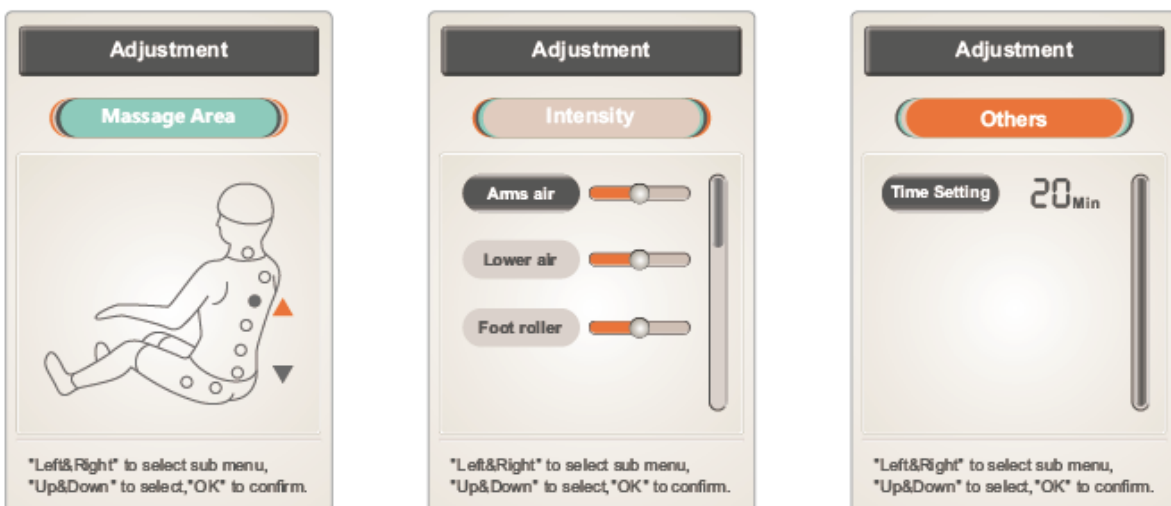 Adjustment
Massage Area
"Left&Right" to select sub menu,
"Up&Down" to select,"OK" to confirm.
Adjustment
Intensity
Arms air
Lower air
Foot roller
"Left&Right" to select sub menu,
"Up&Down" to select,"OK" to confirm.
Adjustment
Others
Time Setting 20Min
"Left&Right" to select sub menu,
"Up&Down" to select,"OK" to confirm.